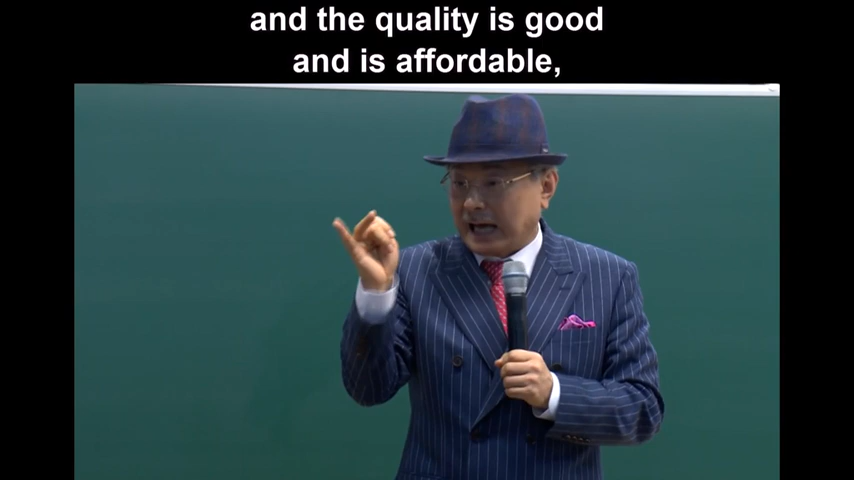 and the quality is good
and is affordable,